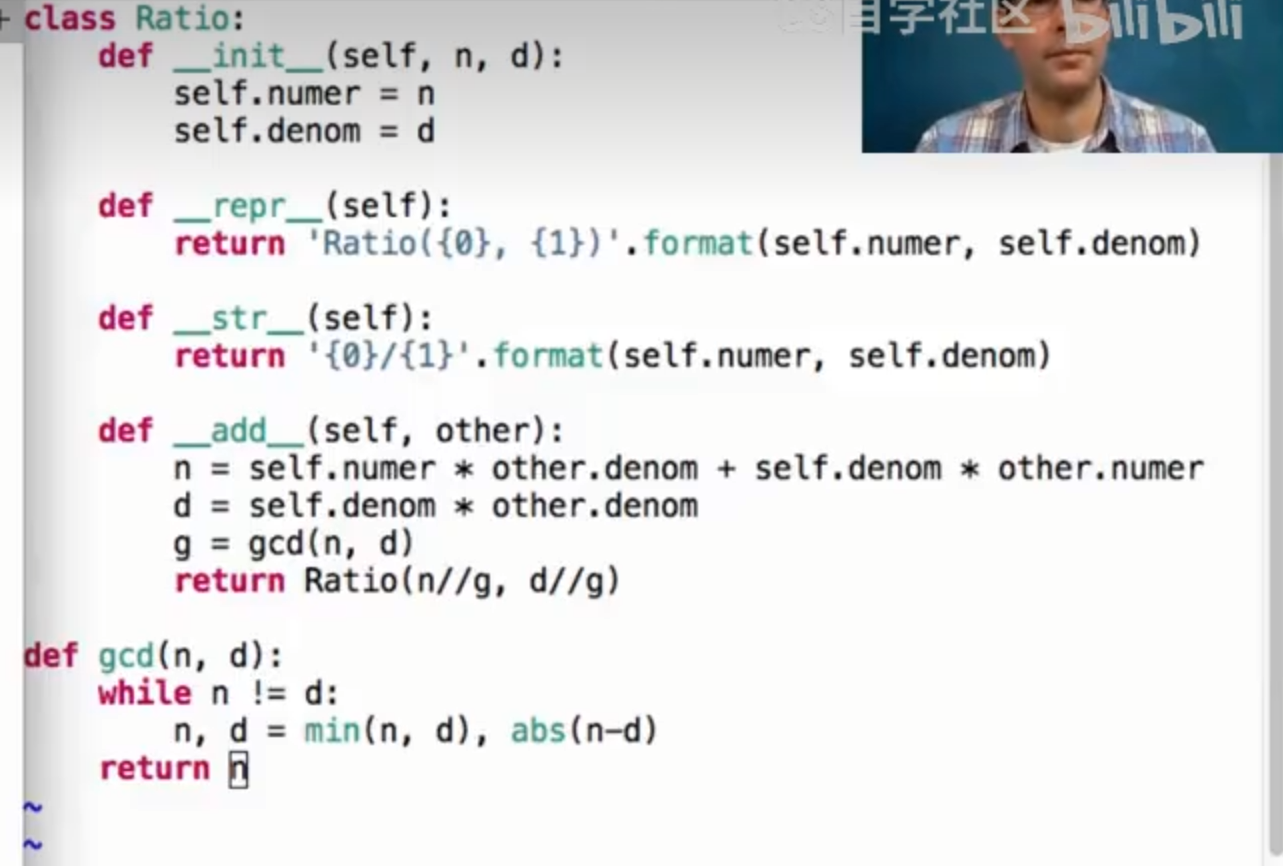 class Ratio:
    def __init__(self, n, d):
        self.numer = n
        self.denom = d
    def __repr__(self):
        return 'Ratio({0}, {1})'.format(self.numer, self.denom)
    def __str__(self):
        return '{0}/{1}'.format(self.numer, self.denom)
    def __add__(self, other):
        n = self.numer * other.denom + self.denom * other.numer
        d = self.denom * other.denom
        g = gcd(n, d)
        return Ratio(n//g, d//g)
def gcd(n, d):
    while n != d:
        n, d = min(n, d), abs(n-d)
    return n
~
~
自学社区 bilibili